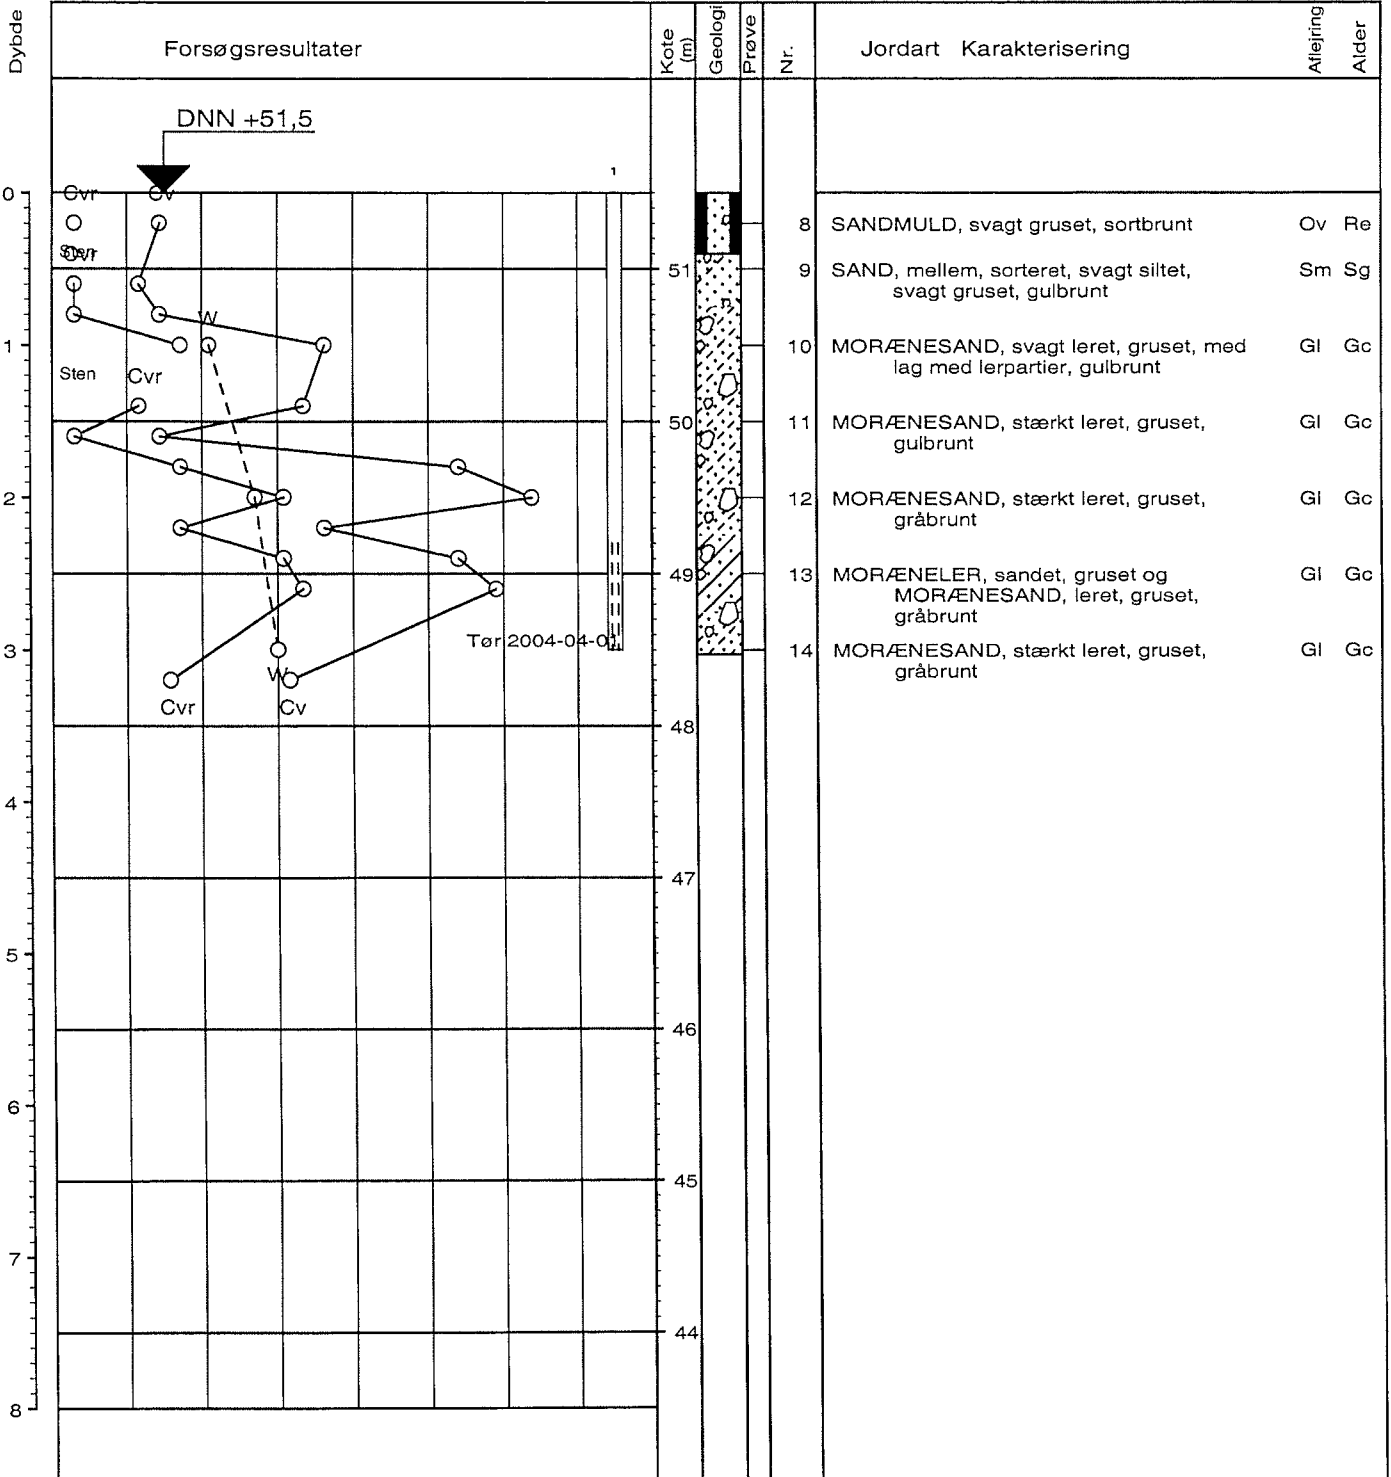 Dybde
Forsøgsresultater
Kote (m)
Geologi
Prøve
Nr.
Jordart Karakterisering
Aflejring
Alder
DNN +51,5
1
0
Cvr
Cv
8 SANDMULD, svagt gruset, sortbrunt Ov Re
Sten
Cvr
51
9 SAND, mellem, sorteret, svagt siltet, Sm Sg
svagt gruset, gulbrunt
W
1
10 MORÆNESAND, svagt leret, gruset, med Gl Gc
lag med lerpartier, gulbrunt
Sten
Cvr
50
11 MORÆNESAND, stærkt leret, gruset, Gl Gc
gulbrunt
2
12 MORÆNESAND, stærkt leret, gruset, Gl Gc
gråbrunt
49
13 MORÆNELER, sandet, gruset og Gl Gc
MORÆNESAND, leret, gruset,
gråbrunt
Tør 2004-04-01
3
14 MORÆNESAND, stærkt leret, gruset, Gl Gc
gråbrunt
W
Cvr
Cv
48
4
47
5
46
6
45
7
44
8